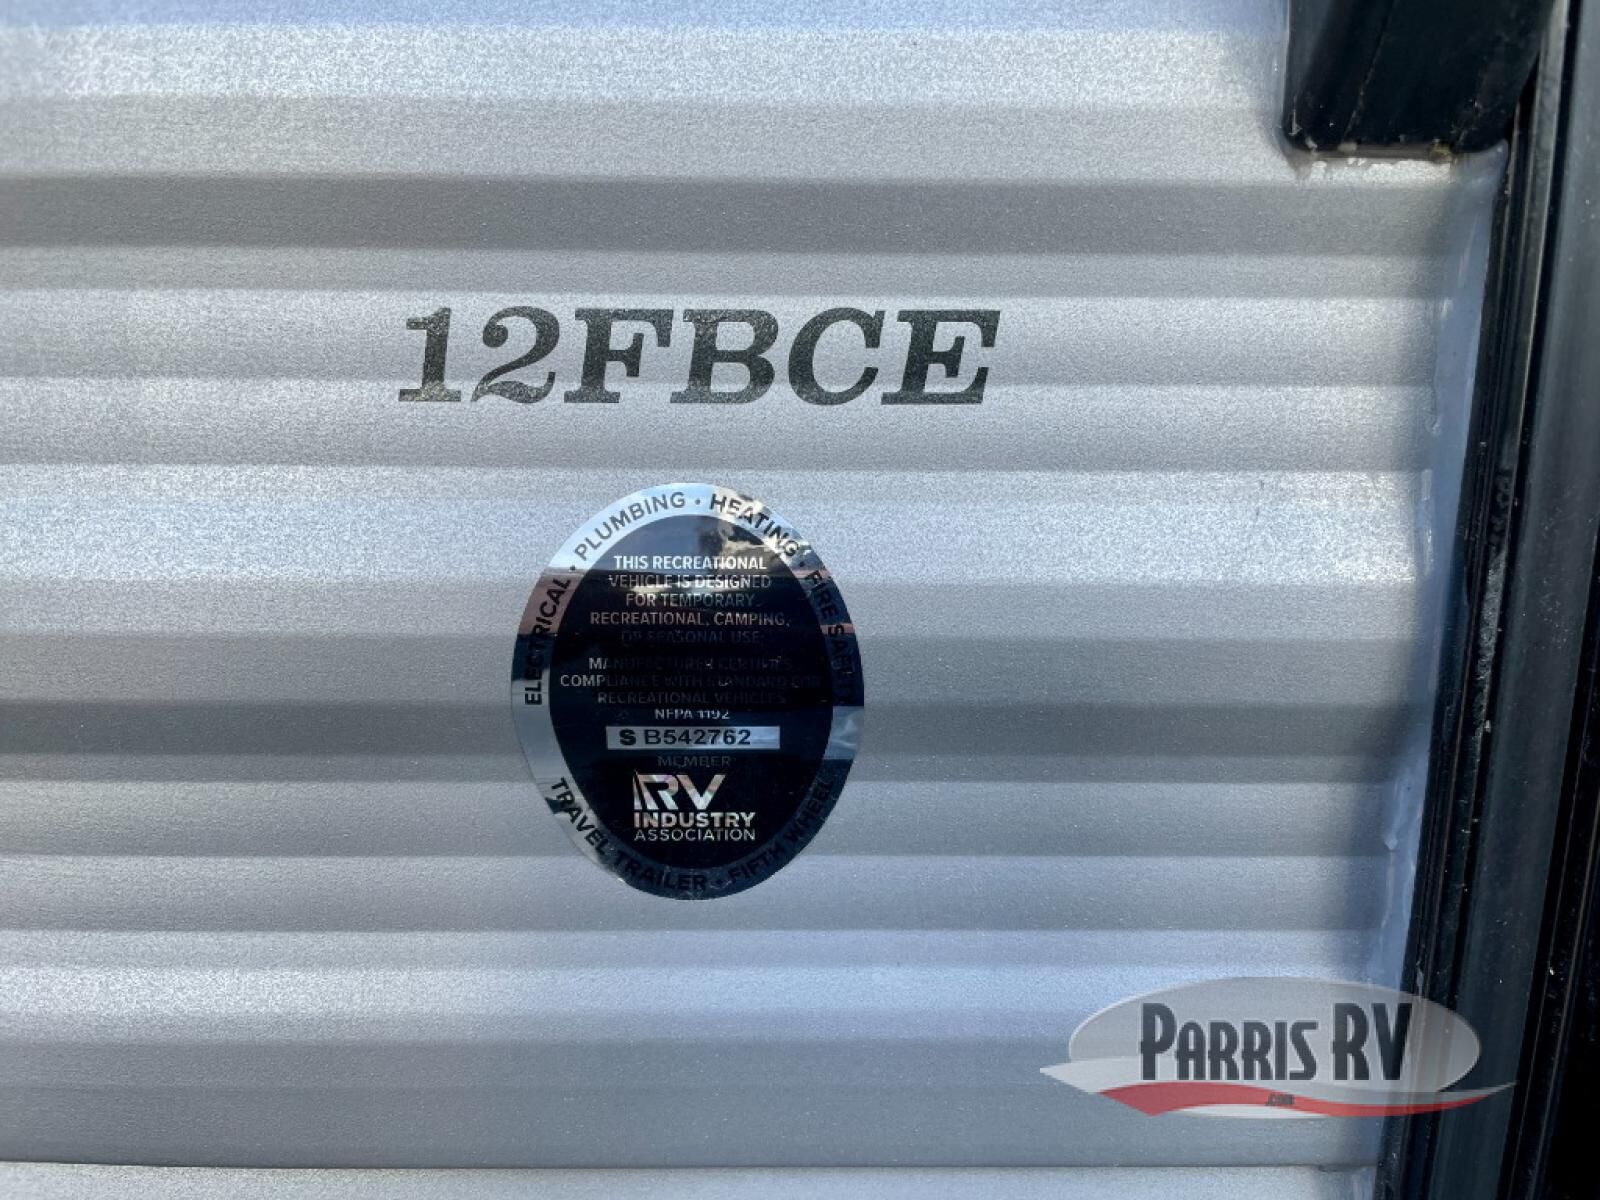 12FBCE
ELECTRICAL • PLUMBING • HEATING • FIRE SAFETY
THIS RECREATIONAL
VEHICLE IS DESIGNED
FOR TEMPORARY
RECREATIONAL, CAMPING,
OR SEASONAL USE.
MANUFACTURER CERTIFIES
COMPLIANCE WITH STANDARD FOR
RECREATIONAL VEHICLES
NFPA 1192
S B542762
MEMBER
RV
INDUSTRY
ASSOCIATION
TRAVEL TRAILER • FIFTH WHEEL
PARRIS RV
.com